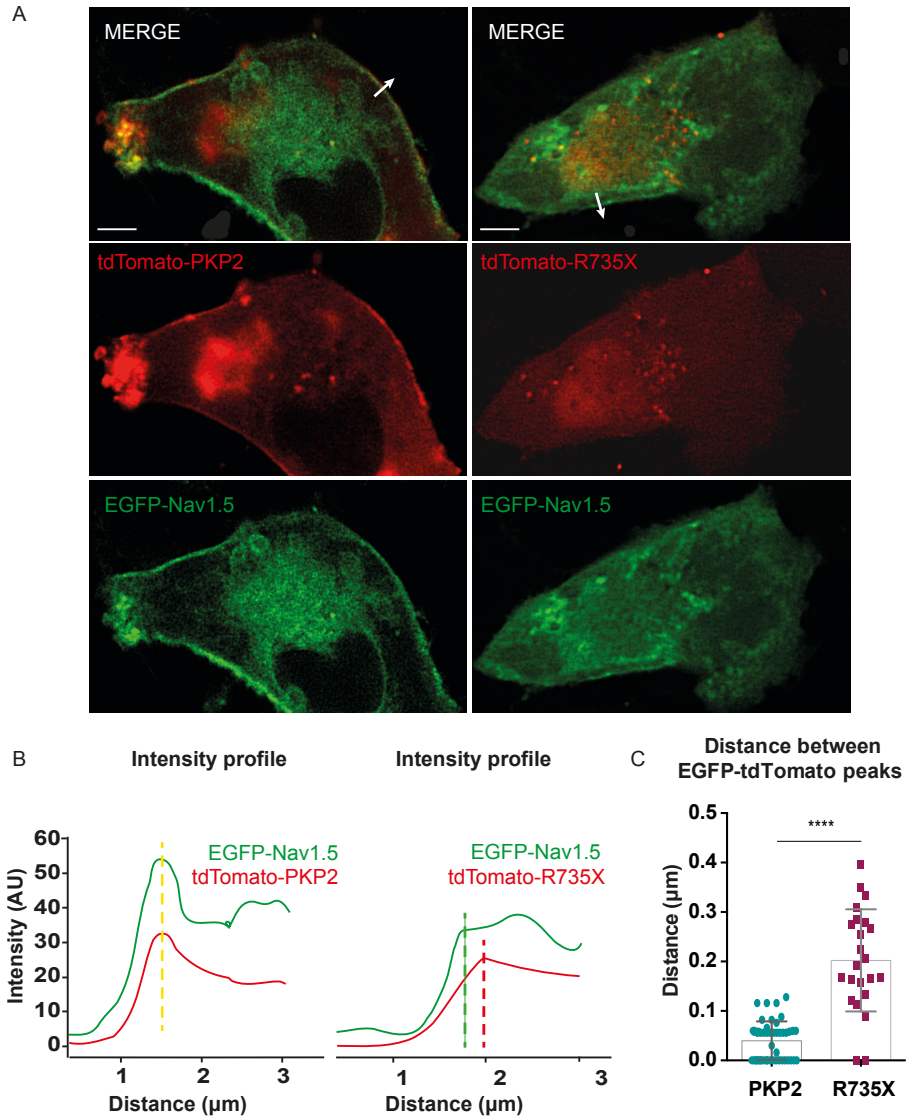 A
MERGE
MERGE
tdTomato-PKP2
tdTomato-R735X
EGFP-Nav1.5
EGFP-Nav1.5
B
Intensity profile
Intensity profile
Intensity (AU)
60
50
40
30
20
10
0
EGFP-Nav1.5
tdTomato-PKP2
1
2
3
Distance (µm)
EGFP-Nav1.5
tdTomato-R735X
1
2
3
Distance (µm)
C
Distance between
EGFP-tdTomato peaks
Distance (µm)
0.5
0.4
0.3
0.2
0.1
0.0
****
PKP2
R735X